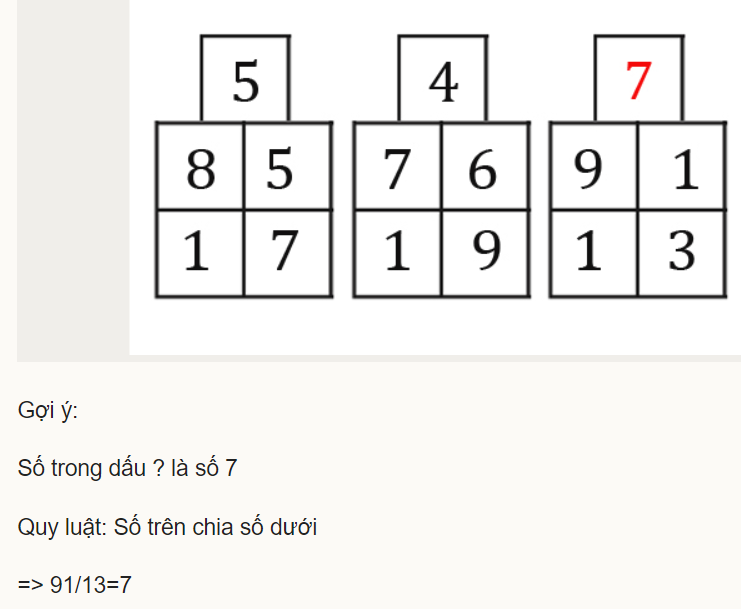 5 4 7
8 5 7 6 9 1
1 7 1 9 1 3
Gợi ý:
Số trong dấu ? là số 7
Quy luật: Số trên chia số dưới
=> 91/13=7